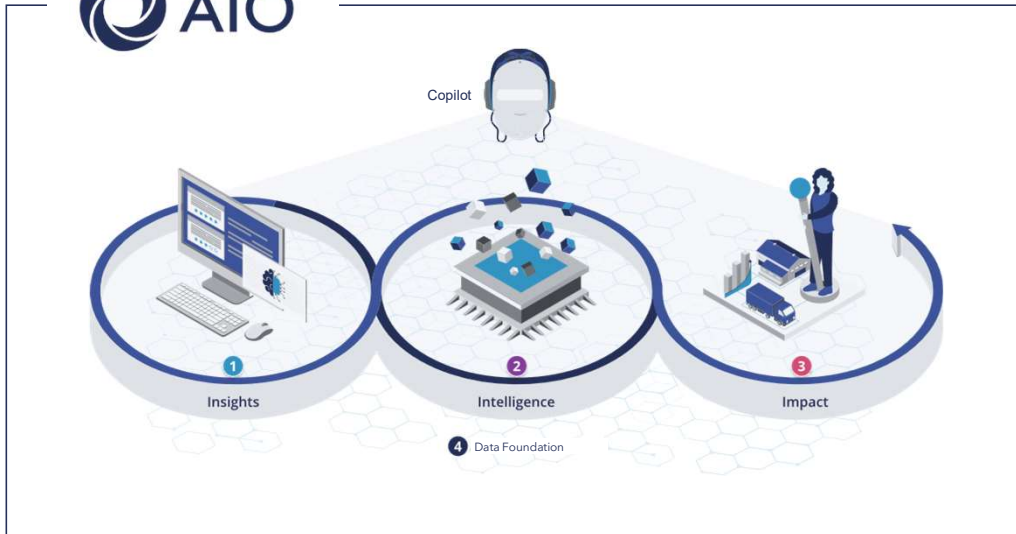 AIO
Copilot
1
2
3
Insights
Intelligence
Impact
4 Data Foundation